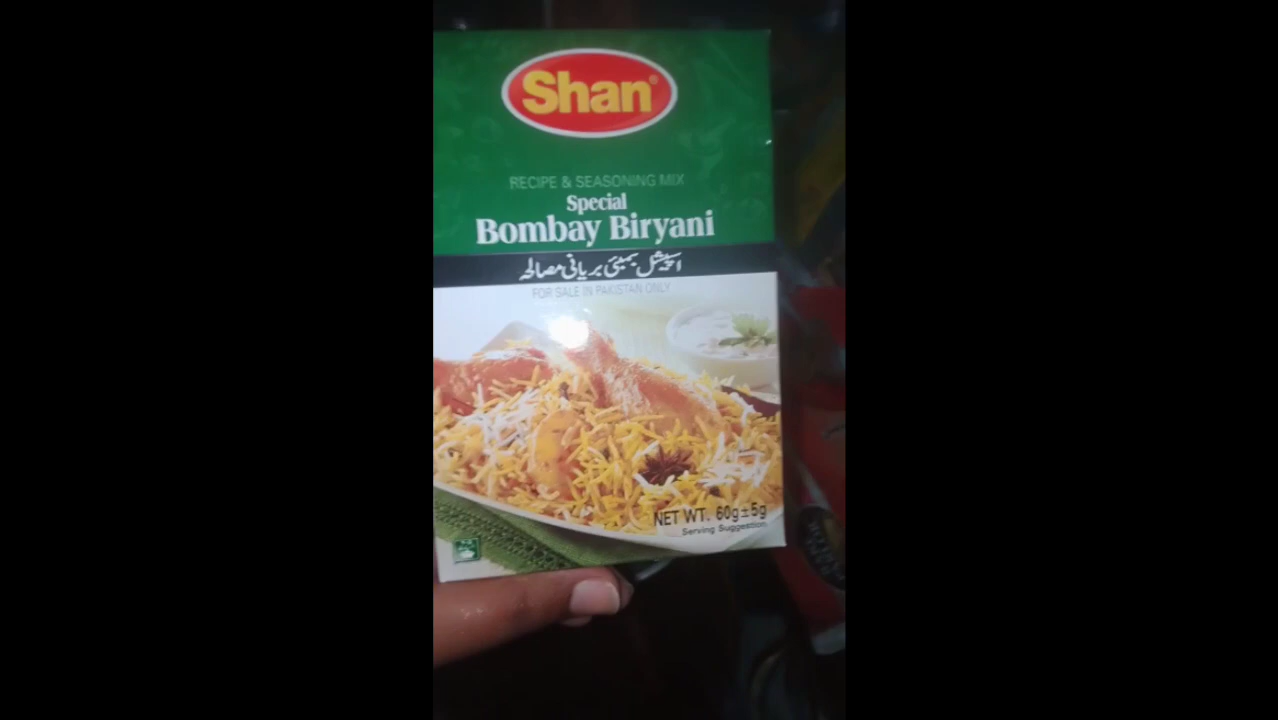 Shan®
RECIPE & SEASONING MIX
Special
Bombay Biryani
اسپیشل بمبئی بریانی مصالحہ
FOR SALE IN PAKISTAN ONLY
NET WT. 60g±5g
Serving Suggestion